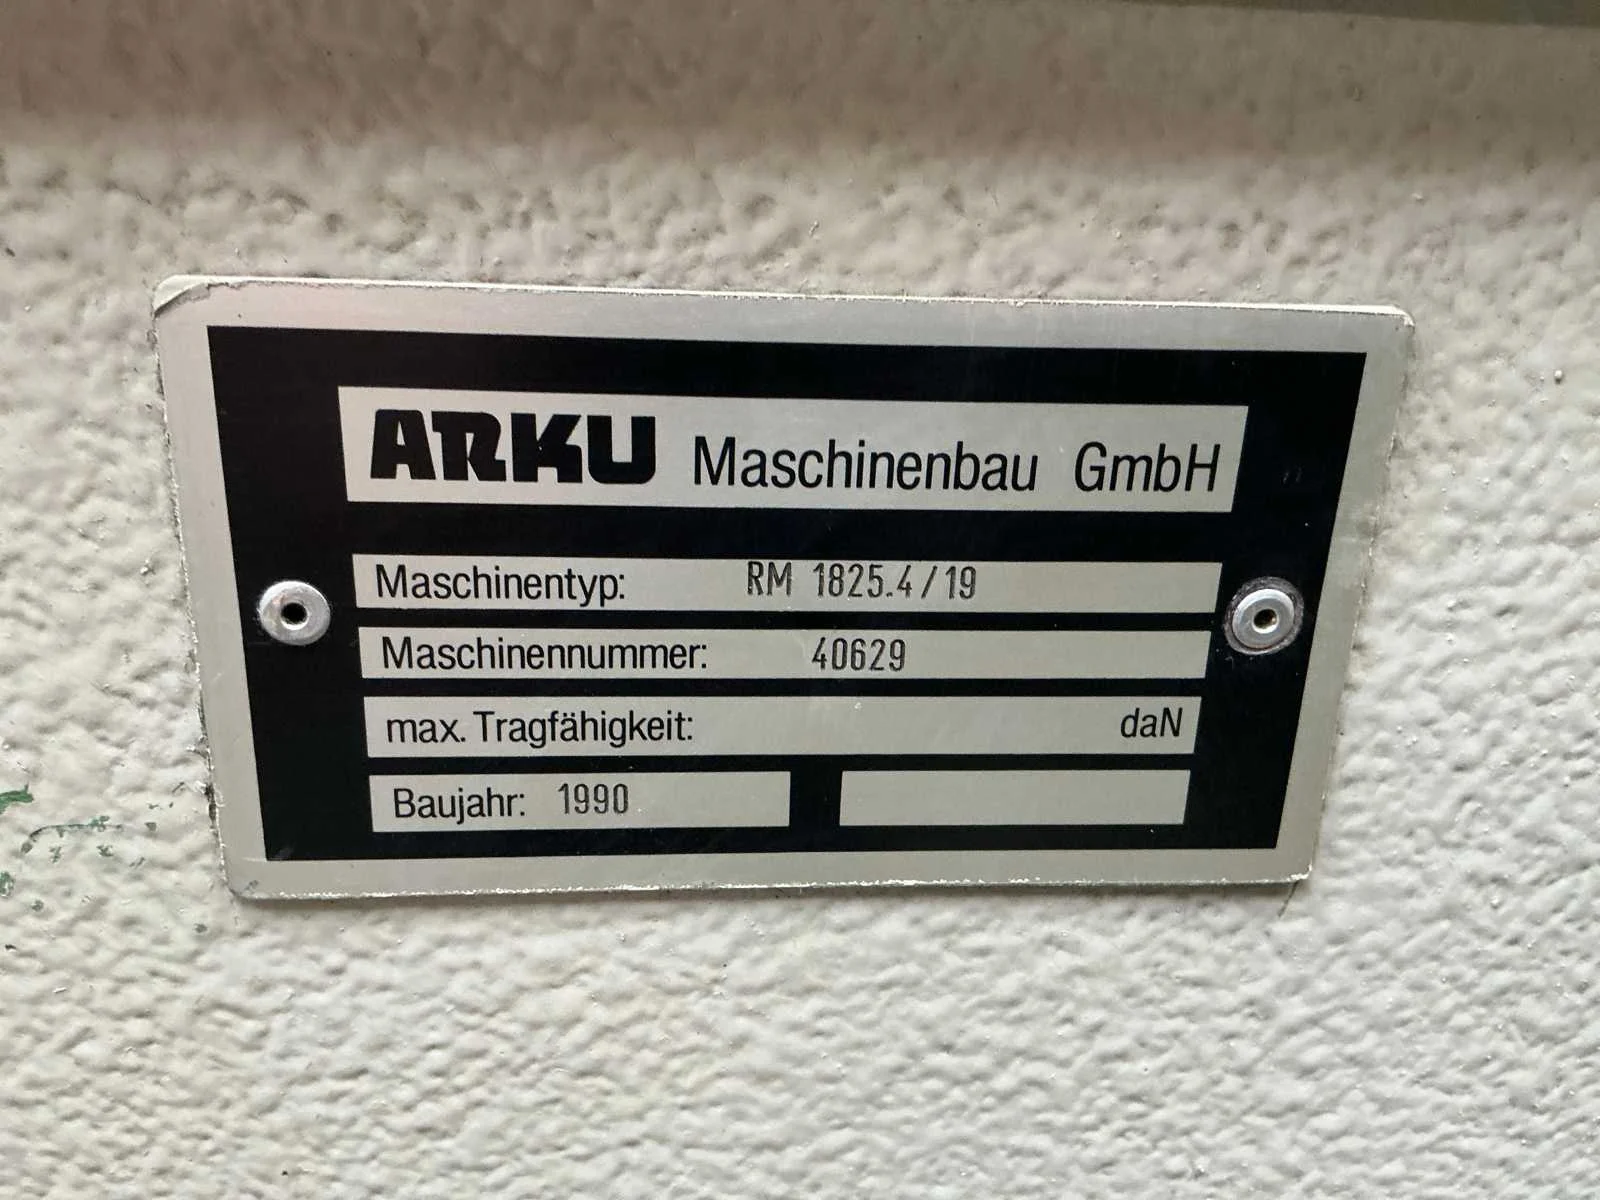 ARKU Maschinenbau GmbH
Maschinentyp: RM 1825.4/19
Maschinennummer: 40629
max. Tragfähigkeit: daN
Baujahr: 1990